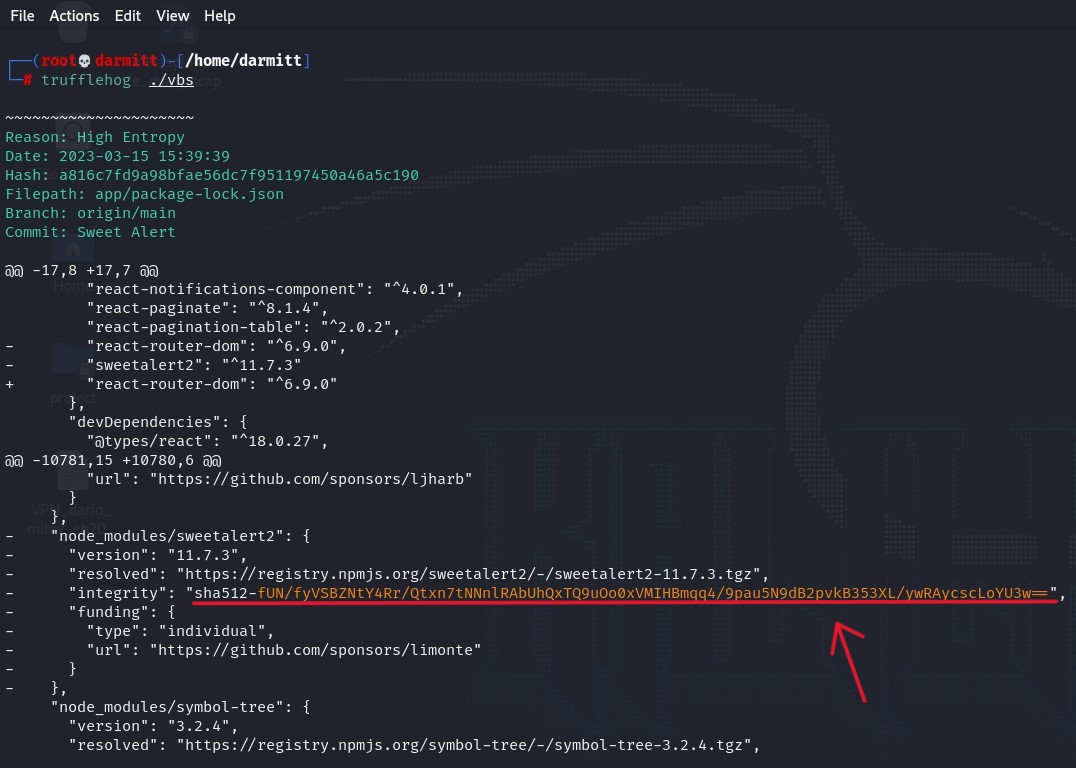 File Actions Edit View Help
┌──(root💀darmitt)-[/home/darmitt]
└─# trufflehog ./vbs
~~~~~~~~~~~~~~~~~~~~~
Reason: High Entropy
Date: 2023-03-15 15:39:39
Hash: a816c7fd9a98bfae56dc7f951197450a46a5c190
Filepath: app/package-lock.json
Branch: origin/main
Commit: Sweet Alert
@@ -17,8 +17,7 @@
"react-notifications-component": "^4.0.1",
"react-paginate": "^8.1.4",
"react-pagination-table": "^2.0.2",
-        "react-router-dom": "^6.9.0",
-        "sweetalert2": "^11.7.3"
+        "react-router-dom": "^6.9.0"
},
"devDependencies": {
"@types/react": "^18.0.27",
@@ -10781,15 +10780,6 @@
"url": "https://github.com/sponsors/ljharb"
}
},
-    "node_modules/sweetalert2": {
-      "version": "11.7.3",
-      "resolved": "https://registry.npmjs.org/sweetalert2/-/sweetalert2-11.7.3.tgz",
-      "integrity": "sha512-fUN/fyVSBZNtY4Rr/Qtxn7tNNnlRAbUhQxTQ9uOo0xVMIHBmqq4/9pau5N9dB2pvkB353XL/ywRAycscLoYU3w==",
-      "funding": {
-        "type": "individual",
-        "url": "https://github.com/sponsors/limonte"
-      }
-    },
"node_modules/symbol-tree": {
"version": "3.2.4",
"resolved": "https://registry.npmjs.org/symbol-tree/-/symbol-tree-3.2.4.tgz",